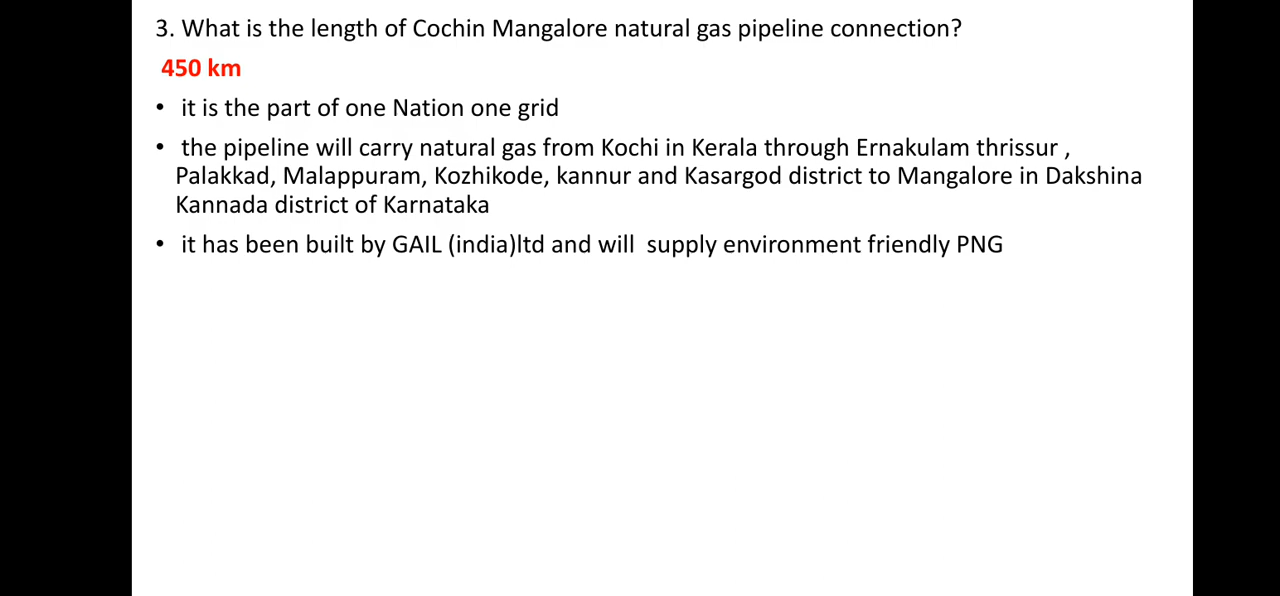 3. What is the length of Cochin Mangalore natural gas pipeline connection?
450 km
• it is the part of one Nation one grid
• the pipeline will carry natural gas from Kochi in Kerala through Ernakulam thrissur ,
Palakkad, Malappuram, Kozhikode, kannur and Kasargod district to Mangalore in Dakshina
Kannada district of Karnataka
• it has been built by GAIL (india)ltd and will supply environment friendly PNG